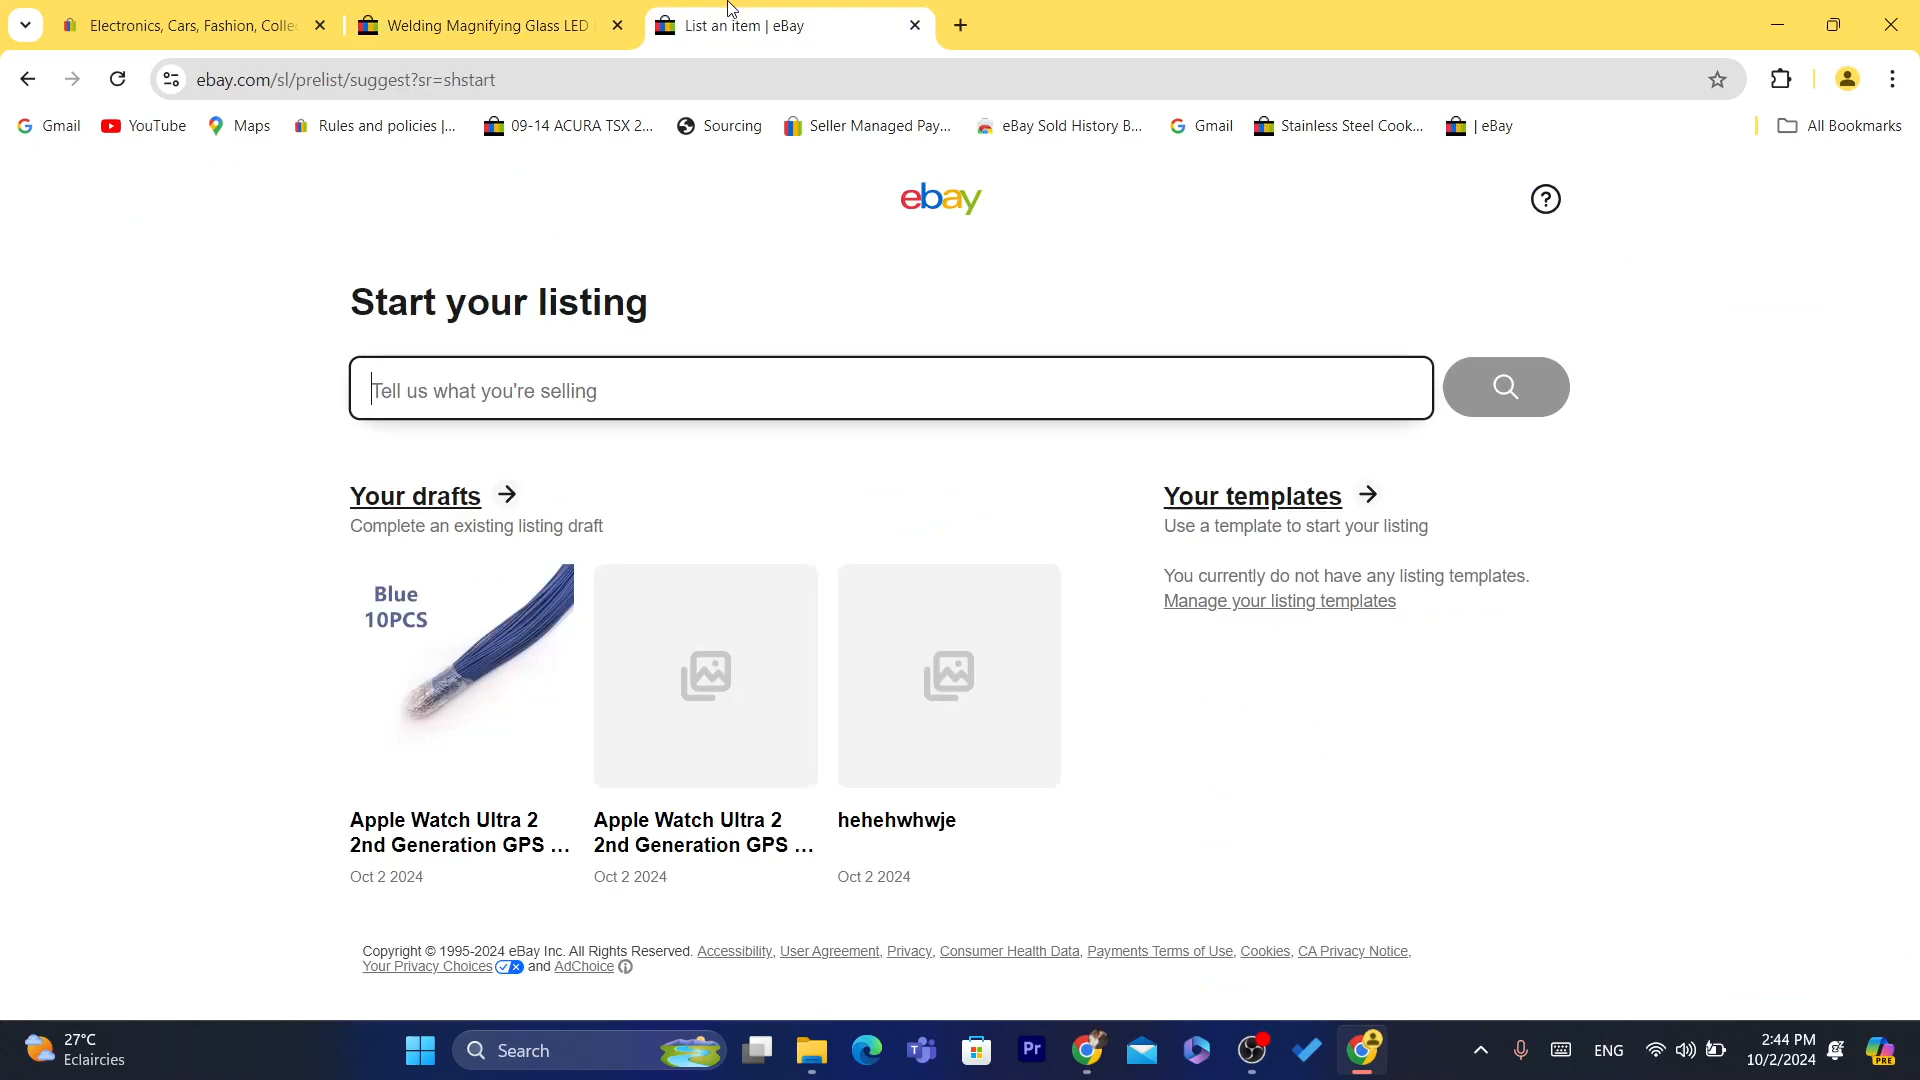 Electronics, Cars, Fashion, Colle
Welding Magnifying Glass LED
List an item | eBay
ebay.com/sl/prelist/suggest?sr=shstart
Gmail
YouTube
Maps
Rules and policies |...
09-14 ACURA TSX 2...
Sourcing
Seller Managed Pay...
eBay Sold History B...
Gmail
Stainless Steel Cook...
| eBay
All Bookmarks
ebay
Start your listing
Tell us what you're selling
Your drafts
Complete an existing listing draft
Your templates
Use a template to start your listing
You currently do not have any listing templates.
Manage your listing templates
Blue
10PCS
Apple Watch Ultra 2
2nd Generation GPS ...
Oct 2 2024
Apple Watch Ultra 2
2nd Generation GPS ...
Oct 2 2024
hehehwhwje
Oct 2 2024
Copyright © 1995-2024 eBay Inc. All Rights Reserved. Accessibility, User Agreement, Privacy, Consumer Health Data, Payments Terms of Use, Cookies, CA Privacy Notice,
Your Privacy Choices and AdChoice
27°C
Eclaircies
Search
Pr
ENG
2:44 PM
10/2/2024
PRE